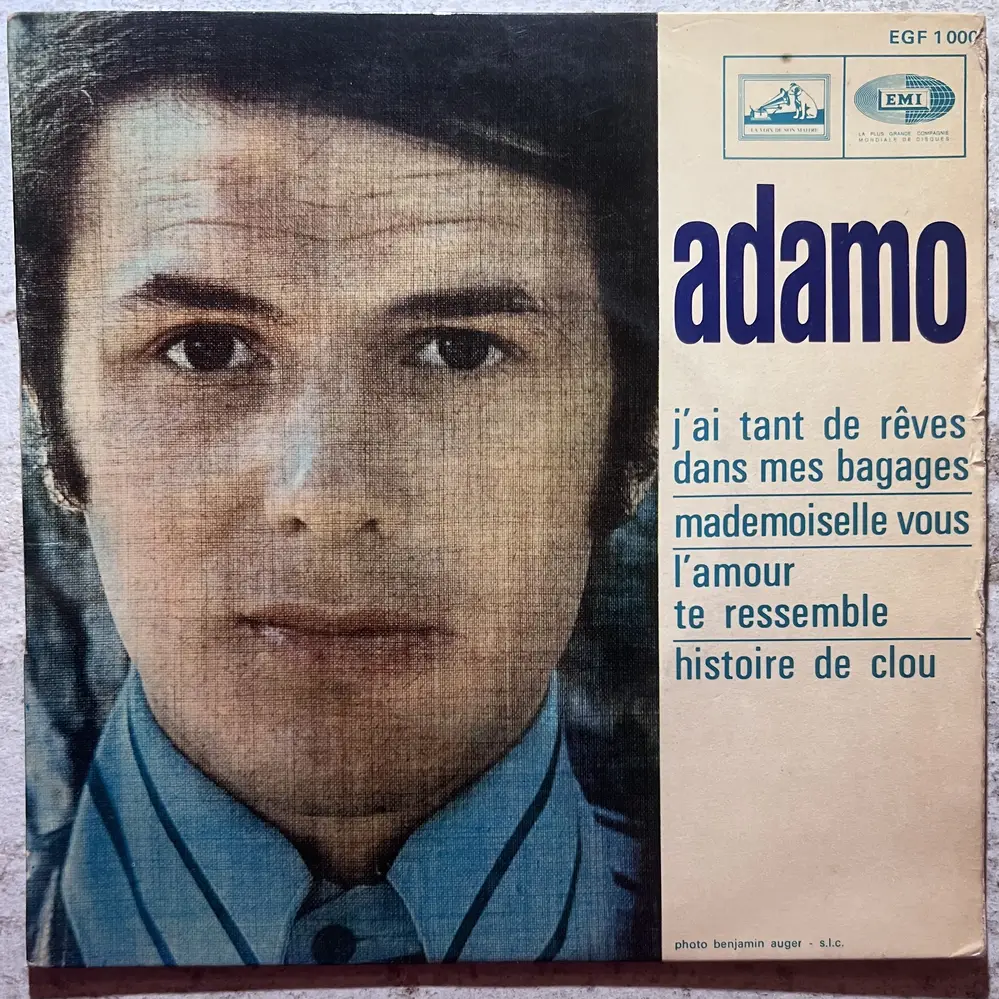 EGF 1000
LA VOIX DE SON MAITRE
EMI
LA PLUS GRANDE COMPAGNIE
MONDIALE DE DISQUES
adamo
j'ai tant de rêves
dans mes bagages
mademoiselle vous
l'amour
te ressemble
histoire de clou
photo benjamin auger - s.l.c.